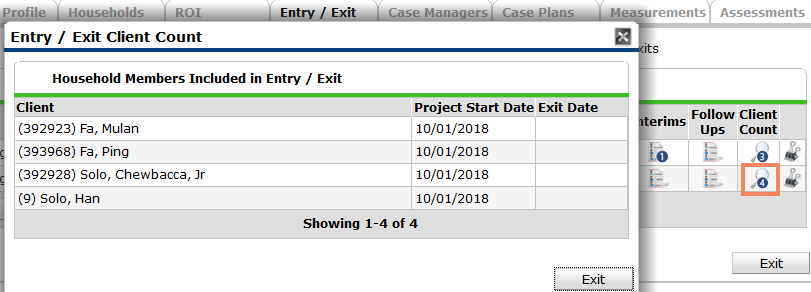 Profile Households ROI Entry / Exit Case Managers Case Plans Measurements Assessments
Entry / Exit Client Count
xits
Household Members Included in Entry / Exit
Client Project Start Date Exit Date
(392923) Fa, Mulan 10/01/2018
(393968) Fa, Ping 10/01/2018
(392928) Solo, Chewbacca, Jr 10/01/2018
(9) Solo, Han 10/01/2018
Showing 1-4 of 4
Exit
nterims Follow Ups Client Count
1 3
4
Exit